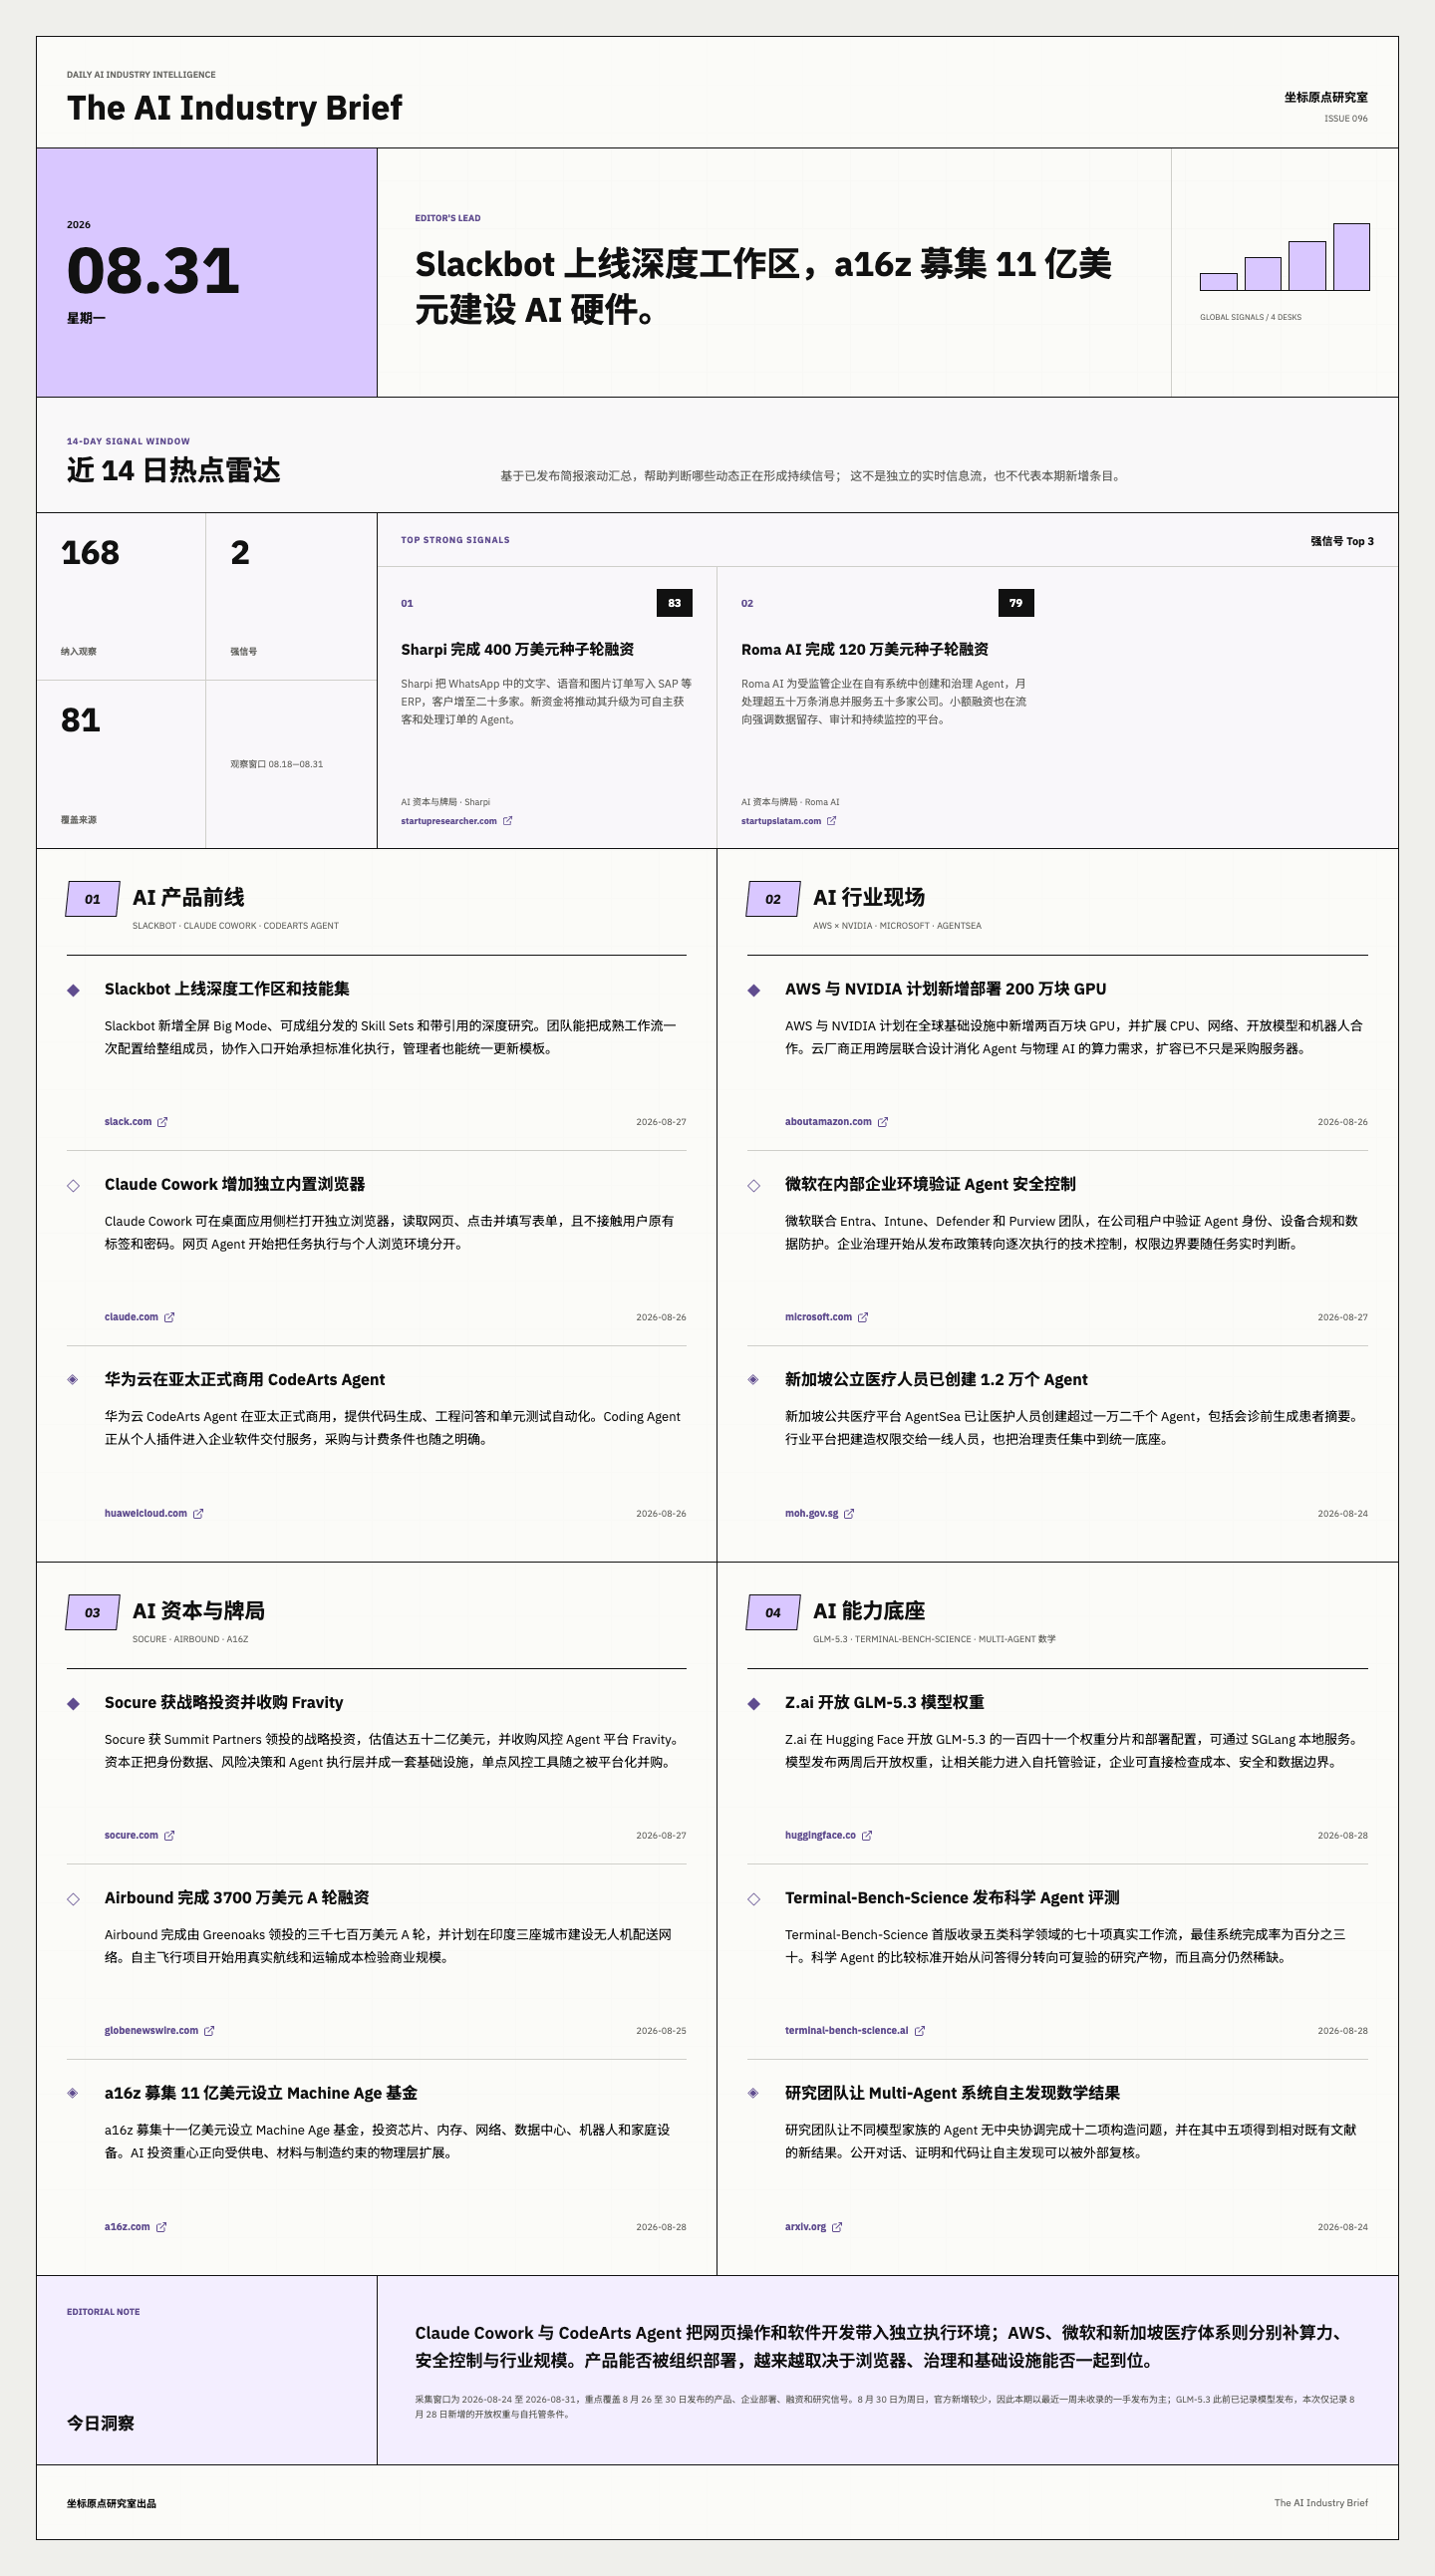 DAILY AI INDUSTRY INTELLIGENCE
The AI Industry Brief
坐标原点研究室
ISSUE 096
2026
08.31
星期一
EDITOR'S LEAD
Slackbot 上线深度工作区，a16z 募集 11 亿美
元建设 AI 硬件。
GLOBAL SIGNALS / 4 DESKS
14-DAY SIGNAL WINDOW
近 14 日热点雷达
基于已发布简报滚动汇总，帮助判断哪些动态正在形成持续信号； 这不是独立的实时信息流，也不代表本期新增条目。
168
纳入观察
2
强信号
81
覆盖来源
观察窗口 08.18—08.31
TOP STRONG SIGNALS
强信号 Top 3
01
83
Sharpi 完成 400 万美元种子轮融资
Sharpi 把 WhatsApp 中的文字、语音和图片订单写入 SAP 等
ERP，客户增至二十多家。新资金将推动其升级为可自主获
客和处理订单的 Agent。
AI 资本与牌局 · Sharpi
startupresearcher.com
02
79
Roma AI 完成 120 万美元种子轮融资
Roma AI 为受监管企业在自有系统中创建和治理 Agent，月
处理超五十万条消息并服务五十多家公司。小额融资也在流
向强调数据留存、审计和持续监控的平台。
AI 资本与牌局 · Roma AI
startupslatam.com
01
AI 产品前线
SLACKBOT · CLAUDE COWORK · CODEARTS AGENT
Slackbot 上线深度工作区和技能集
Slackbot 新增全屏 Big Mode、可成组分发的 Skill Sets 和带引用的深度研究。团队能把成熟工作流一
次配置给整组成员，协作入口开始承担标准化执行，管理者也能统一更新模板。
slack.com
2026-08-27
Claude Cowork 增加独立内置浏览器
Claude Cowork 可在桌面应用侧栏打开独立浏览器，读取网页、点击并填写表单，且不接触用户原有
标签和密码。网页 Agent 开始把任务执行与个人浏览环境分开。
claude.com
2026-08-26
华为云在亚太正式商用 CodeArts Agent
华为云 CodeArts Agent 在亚太正式商用，提供代码生成、工程问答和单元测试自动化。Coding Agent
正从个人插件进入企业软件交付服务，采购与计费条件也随之明确。
huaweicloud.com
2026-08-26
02
AI 行业现场
AWS × NVIDIA · MICROSOFT · AGENTSEA
AWS 与 NVIDIA 计划新增部署 200 万块 GPU
AWS 与 NVIDIA 计划在全球基础设施中新增两百万块 GPU，并扩展 CPU、网络、开放模型和机器人合
作。云厂商正用跨层联合设计消化 Agent 与物理 AI 的算力需求，扩容已不只是采购服务器。
aboutamazon.com
2026-08-26
微软在内部企业环境验证 Agent 安全控制
微软联合 Entra、Intune、Defender 和 Purview 团队，在公司租户中验证 Agent 身份、设备合规和数
据防护。企业治理开始从发布政策转向逐次执行的技术控制，权限边界要随任务实时判断。
microsoft.com
2026-08-27
新加坡公立医疗人员已创建 1.2 万个 Agent
新加坡公共医疗平台 AgentSea 已让医护人员创建超过一万二千个 Agent，包括会诊前生成患者摘要。
行业平台把建造权限交给一线人员，也把治理责任集中到统一底座。
moh.gov.sg
2026-08-24
03
AI 资本与牌局
SOCURE · AIRBOUND · A16Z
Socure 获战略投资并收购 Fravity
Socure 获 Summit Partners 领投的战略投资，估值达五十二亿美元，并收购风控 Agent 平台 Fravity。
资本正把身份数据、风险决策和 Agent 执行层并成一套基础设施，单点风控工具随之被平台化并购。
socure.com
2026-08-27
Airbound 完成 3700 万美元 A 轮融资
Airbound 完成由 Greenoaks 领投的三千七百万美元 A 轮，并计划在印度三座城市建设无人机配送网
络。自主飞行项目开始用真实航线和运输成本检验商业规模。
globenewswire.com
2026-08-25
a16z 募集 11 亿美元设立 Machine Age 基金
a16z 募集十一亿美元设立 Machine Age 基金，投资芯片、内存、网络、数据中心、机器人和家庭设
备。AI 投资重心正向受供电、材料与制造约束的物理层扩展。
a16z.com
2026-08-28
04
AI 能力底座
GLM-5.3 · TERMINAL-BENCH-SCIENCE · MULTI-AGENT 数学
Z.ai 开放 GLM-5.3 模型权重
Z.ai 在 Hugging Face 开放 GLM-5.3 的一百四十一个权重分片和部署配置，可通过 SGLang 本地服务。
模型发布两周后开放权重，让相关能力进入自托管验证，企业可直接检查成本、安全和数据边界。
huggingface.co
2026-08-28
Terminal-Bench-Science 发布科学 Agent 评测
Terminal-Bench-Science 首版收录五类科学领域的七十项真实工作流，最佳系统完成率为百分之三
十。科学 Agent 的比较标准开始从问答得分转向可复验的研究产物，而且高分仍然稀缺。
terminal-bench-science.ai
2026-08-28
研究团队让 Multi-Agent 系统自主发现数学结果
研究团队让不同模型家族的 Agent 无中央协调完成十二项构造问题，并在其中五项得到相对既有文献
的新结果。公开对话、证明和代码让自主发现可以被外部复核。
arxiv.org
2026-08-24
EDITORIAL NOTE
今日洞察
Claude Cowork 与 CodeArts Agent 把网页操作和软件开发带入独立执行环境；AWS、微软和新加坡医疗体系则分别补算力、
安全控制与行业规模。产品能否被组织部署，越来越取决于浏览器、治理和基础设施能否一起到位。
采集窗口为 2026-08-24 至 2026-08-31，重点覆盖 8 月 26 至 30 日发布的产品、企业部署、融资和研究信号。8 月 30 日为周日，官方新增较少，因此本期以最近一周未收录的一手发布为主；GLM-5.3 此前已记录模型发布，本次仅记录 8
月 28 日新增的开放权重与自托管条件。
坐标原点研究室出品
The AI Industry Brief